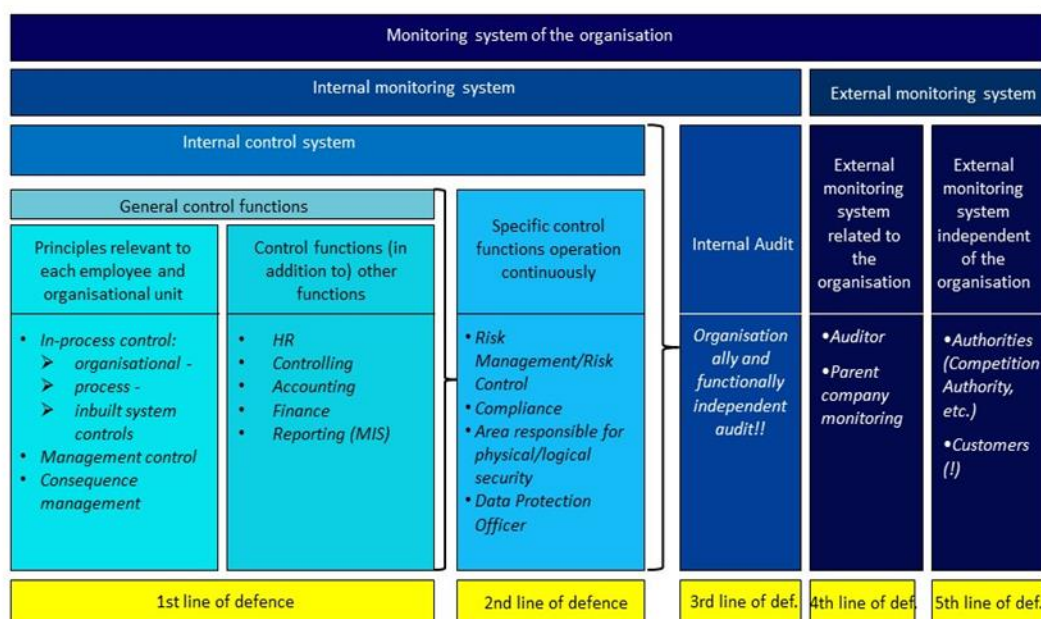 Monitoring system of the organisation
Internal monitoring system
External monitoring system
Internal control system
General control functions
Principles relevant to
each employee and
organisational unit
Control functions (in
addition to) other
functions
Specific control
functions operation
continuously
Internal Audit
External
monitoring
system
related to
the
organisation
External
monitoring
system
independent
of the
organisation
• In-process control:
➢ organisational -
➢ process -
➢ inbuilt system
controls
• Management control
• Consequence
management
• HR
• Controlling
• Accounting
• Finance
• Reporting (MIS)
• Risk
Management/Risk
Control
• Compliance
• Area responsible for
physical/logical
security
• Data Protection
Officer
Organisation
ally and
functionally
independent
audit!!
•Auditor
•Parent
company
monitoring
•Authorities
(Competition
Authority,
etc.)
•Customers
(!)
1st line of defence
2nd line of defence
3rd line of def.
4th line of def.
5th line of def.